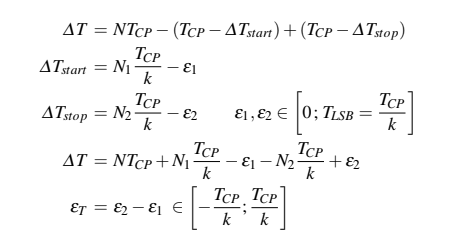 ΔT = NT_CP − (T_CP − ΔT_start) + (T_CP − ΔT_stop)
ΔT_start = N_1 T_CP/k − ε_1
ΔT_stop = N_2 T_CP/k − ε_2    ε_1, ε_2 ∈ [0; T_LSB = T_CP/k]
ΔT = NT_CP + N_1 T_CP/k − ε_1 − N_2 T_CP/k + ε_2
ε_T = ε_2 − ε_1 ∈ [−T_CP/k; T_CP/k]